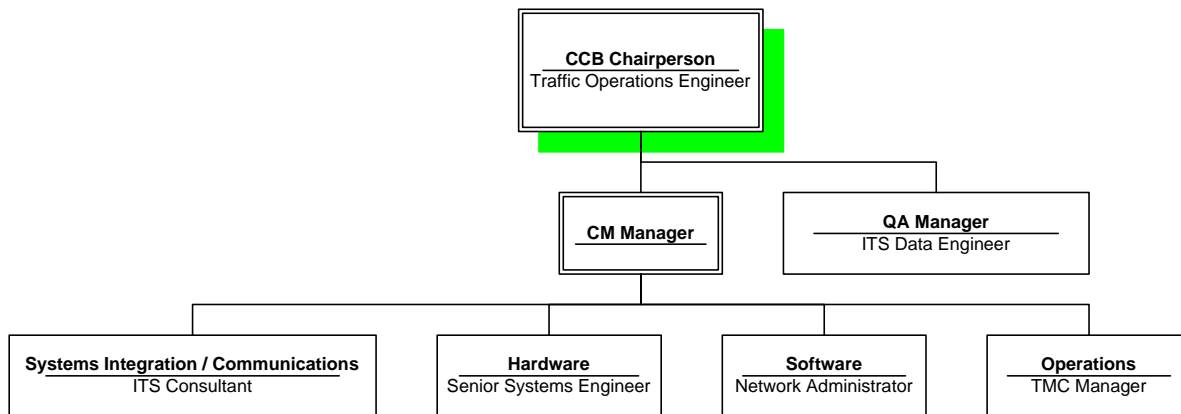 CCB Chairperson
Traffic Operations Engineer
CM Manager
QA Manager
ITS Data Engineer
Systems Integration / Communications
ITS Consultant
Hardware
Senior Systems Engineer
Software
Network Administrator
Operations
TMC Manager